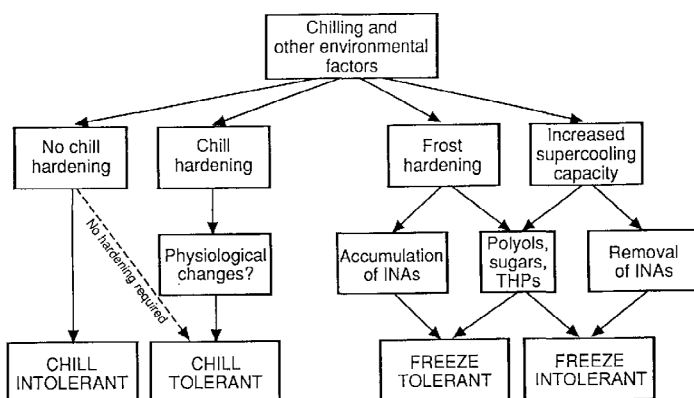 Chilling and
other environmental
factors
No chill
hardening
Chill
hardening
Frost
hardening
Increased
supercooling
capacity
No hardening required
Physiological
changes?
Accumulation
of INAs
Polyols,
sugars,
THPs
Removal
of INAs
CHILL
INTOLERANT
CHILL
TOLERANT
FREEZE
TOLERANT
FREEZE
INTOLERANT